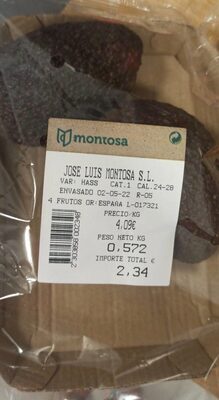 montosa
JOSE LUIS MONTOSA S.L.
VAR: HASS CAT.1 CAL.24-28
ENVASADO 02-05-22 R-05
4 FRUTOS OR:ESPAÑA L-017321
PRECIO/KG
4,09€
PESO NETO KG
0,572
IMPORTE TOTAL €
2,34